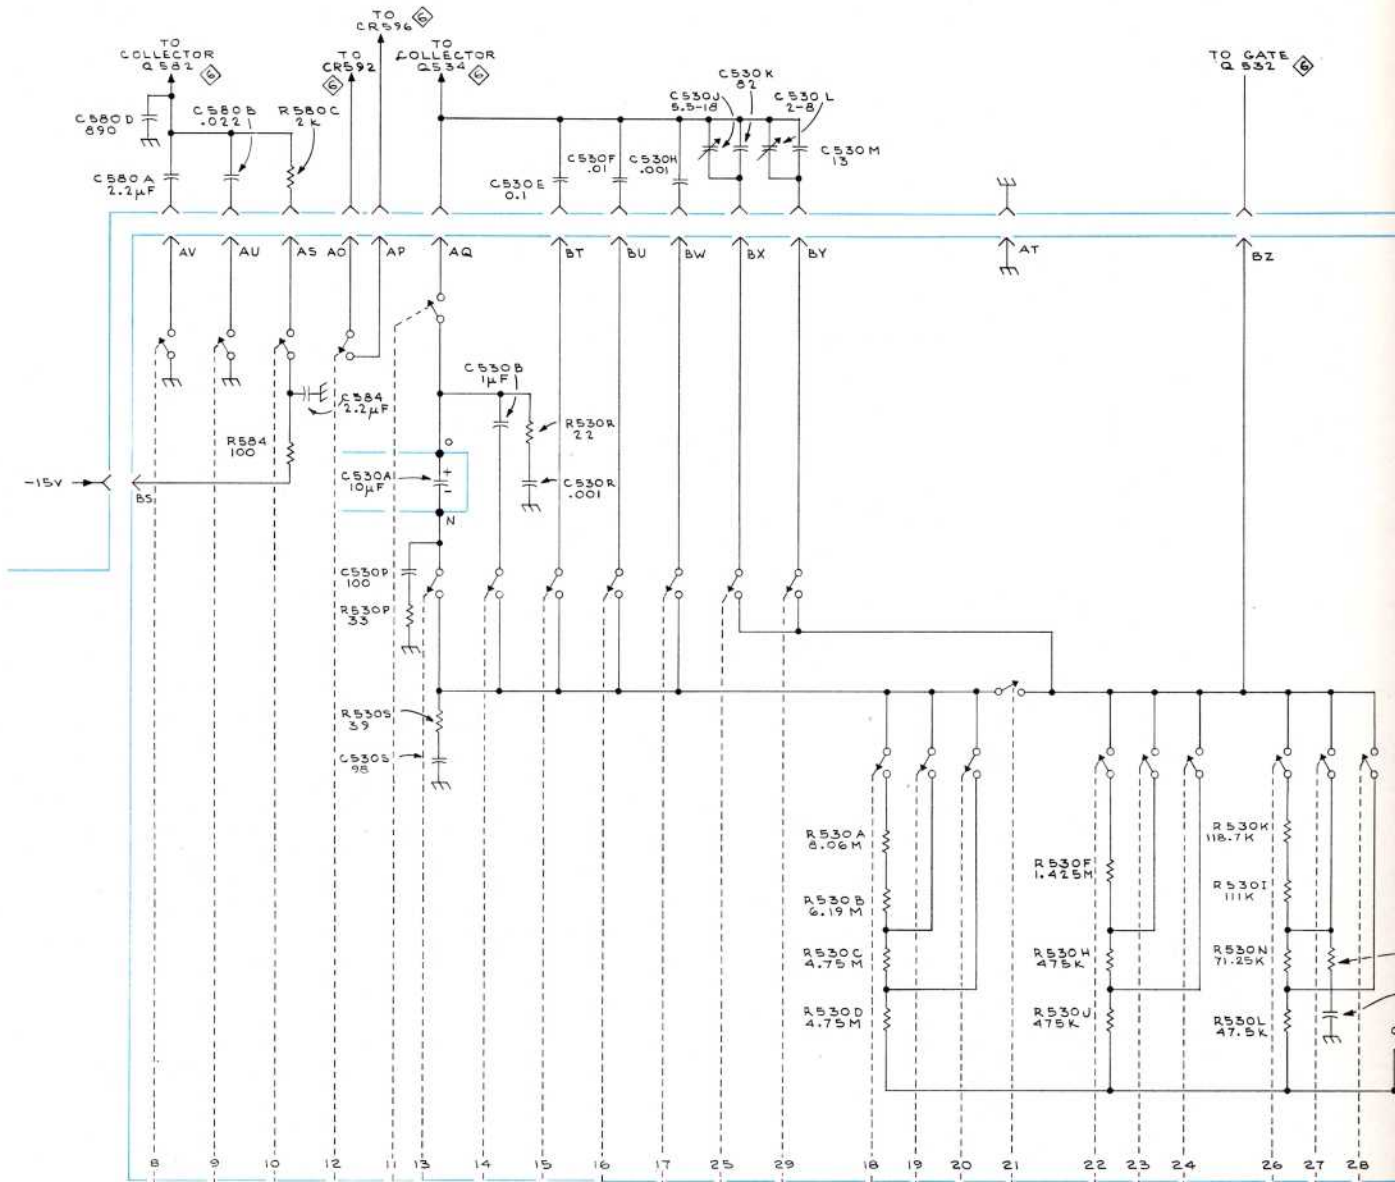 TO
CR596 6
TO
COLLECTOR
Q582 6
TO
CR592
6
TO
COLLECTOR
Q534 6
TO GATE
Q532 6
C580D
890
C580B
.022
R580C
2K
C580A
2.2µF
C530J
5.5-18
C530K
82
C530L
2-8
C530M
13
C530E
0.1
C530F
.01
C530H
.001
AV
AU
AS
AO
AP
AQ
BT
BU
BW
BX
BY
AT
BZ
C584
2.2µF
R584
100
-15V
BS
C530B
1µF
R530R
22
C530R
.001
O
C530A
10µF
+
-
N
C530P
100
R530P
33
R530S
39
C530S
98
R530A
8.06M
R530B
6.19M
R530C
4.75M
R530D
4.75M
R530F
1.425M
R530H
475K
R530J
475K
R530K
118.7K
R530I
111K
R530N
71.25K
R530L
47.5K
8
9
10
12
11
13
14
15
16
17
25
29
18
19
20
21
22
23
24
26
27
28